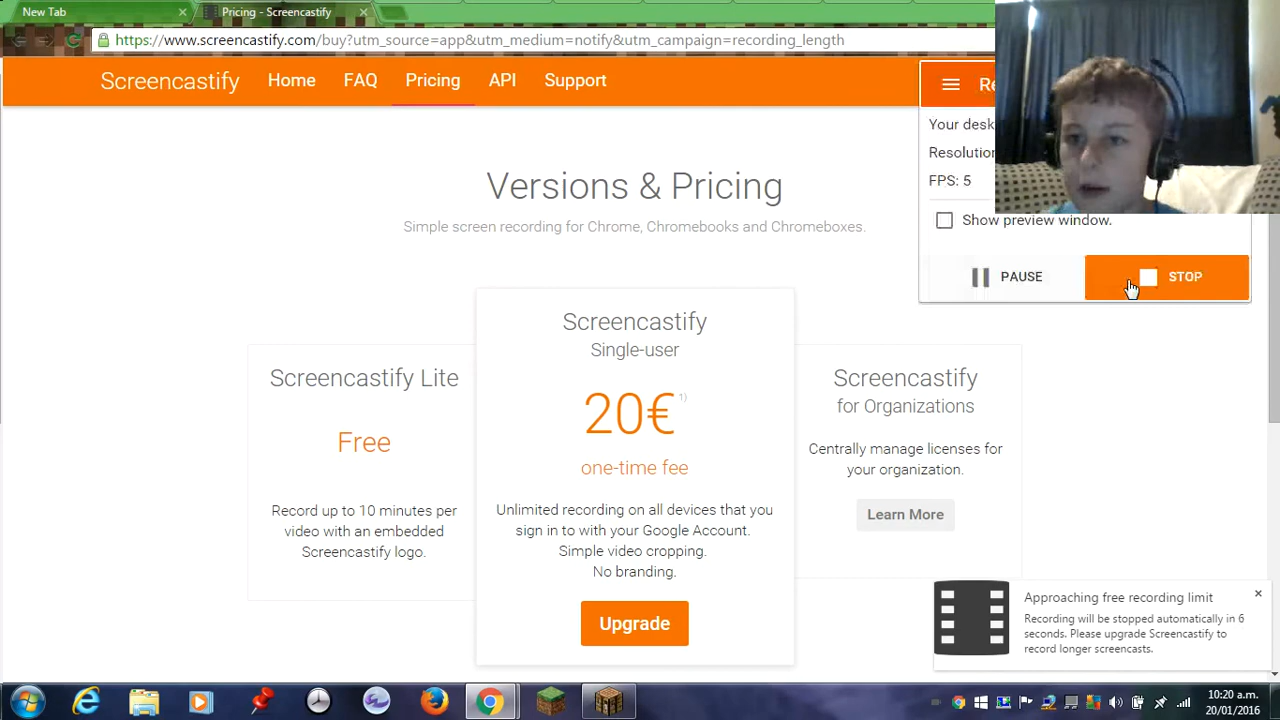 New Tab
Pricing - Screencastify
https://www.screencastify.com/buy?utm_source=app&utm_medium=notify&utm_campaign=recording_length
Screencastify Home FAQ Pricing API Support
Re
Your desk
Resolution
FPS: 5
Show preview window.
PAUSE
STOP
Versions & Pricing
Simple screen recording for Chrome, Chromebooks and Chromeboxes.
Screencastify Lite
Free
Record up to 10 minutes per
video with an embedded
Screencastify logo.
Screencastify
Single-user
20€ 1)
one-time fee
Unlimited recording on all devices that you
sign in to with your Google Account.
Simple video cropping.
No branding.
Upgrade
Screencastify
for Organizations
Centrally manage licenses for
your organization.
Learn More
Approaching free recording limit
Recording will be stopped automatically in 6
seconds. Please upgrade Screencastify to
record longer screencasts.
10:20 a.m.
20/01/2016